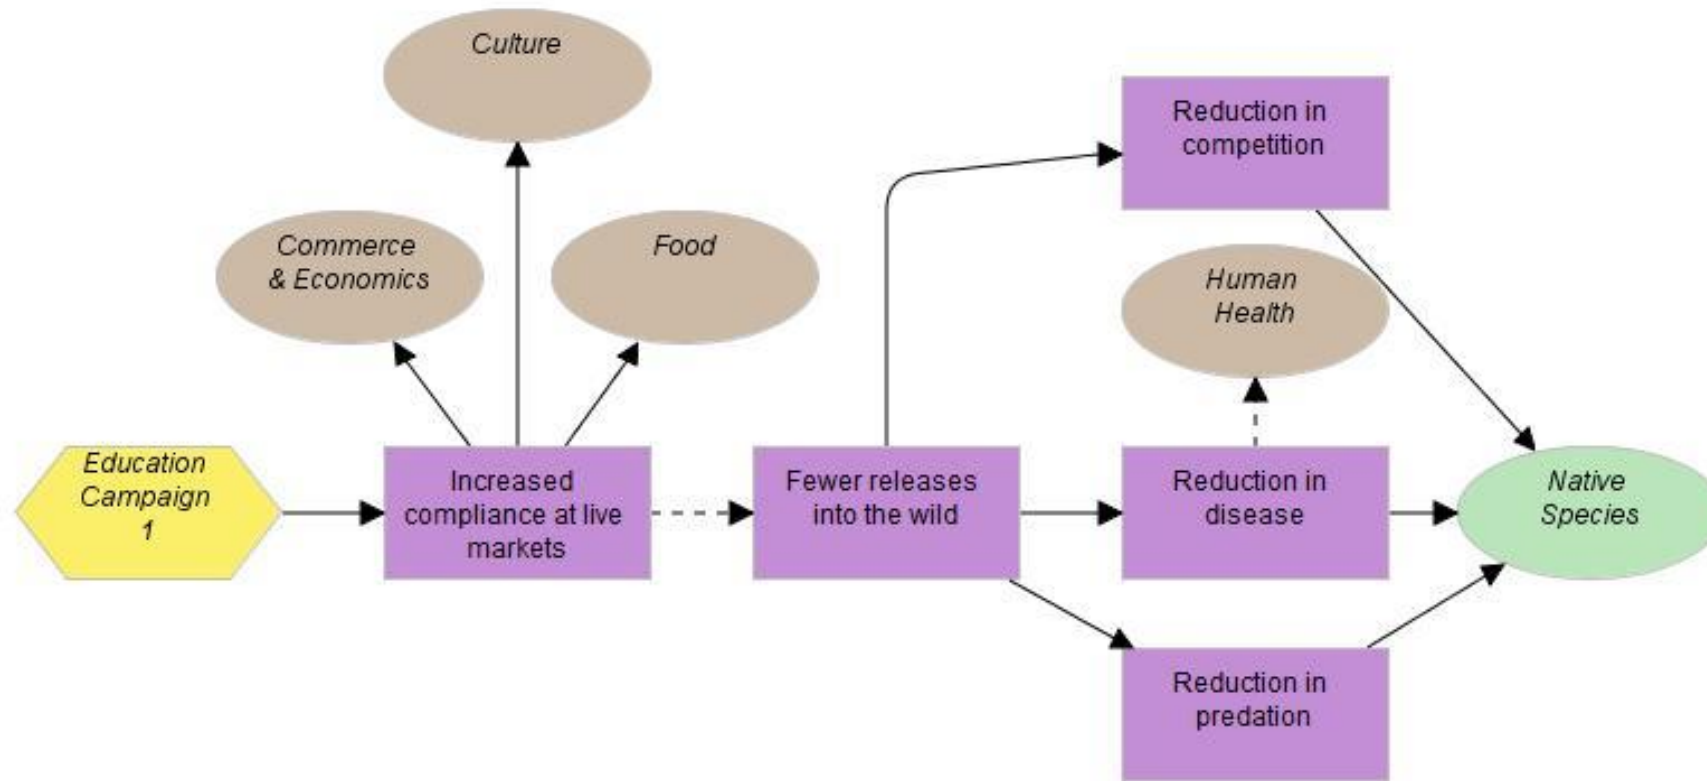 Culture
Commerce
& Economics
Food
Education
Campaign
1
Increased
compliance at live
markets
Fewer releases
into the wild
Reduction in
competition
Human
Health
Reduction in
disease
Reduction in
predation
Native
Species